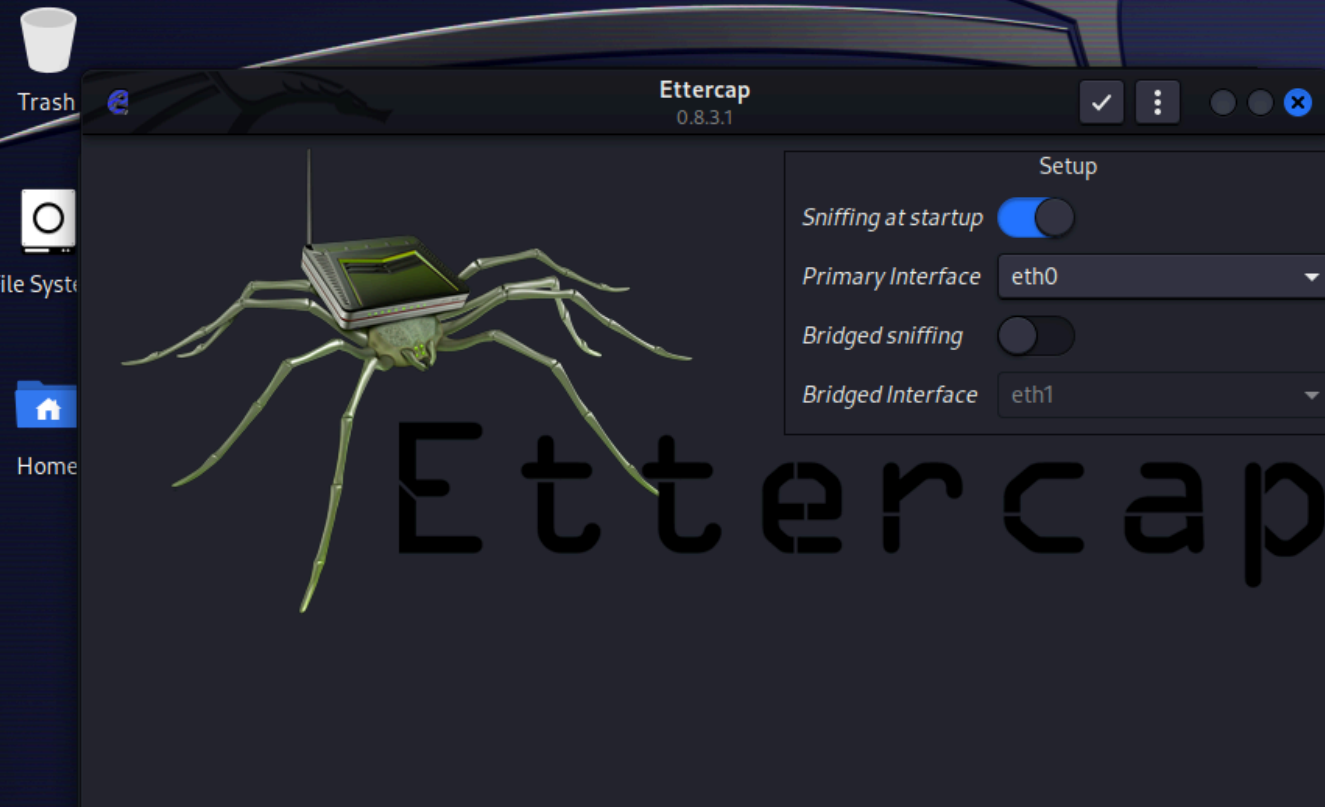 Trash
Ettercap
0.8.3.1
Setup
Sniffing at startup
Primary Interface eth0
ile Syste
Bridged sniffing
Bridged Interface eth1
Home
Ettercap